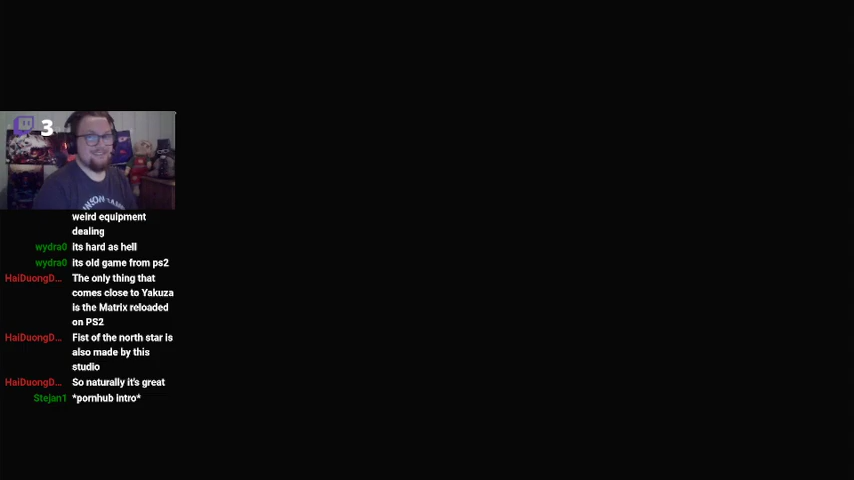 3
weird equipment
dealing
wydra0 its hard as hell
wydra0 its old game from ps2
HaiDuongD... The only thing that
comes close to Yakuza
is the Matrix reloaded
on PS2
HaiDuongD... Fist of the north star is
also made by this
studio
HaiDuongD... So naturally it's great
Stejan1 *pornhub intro*